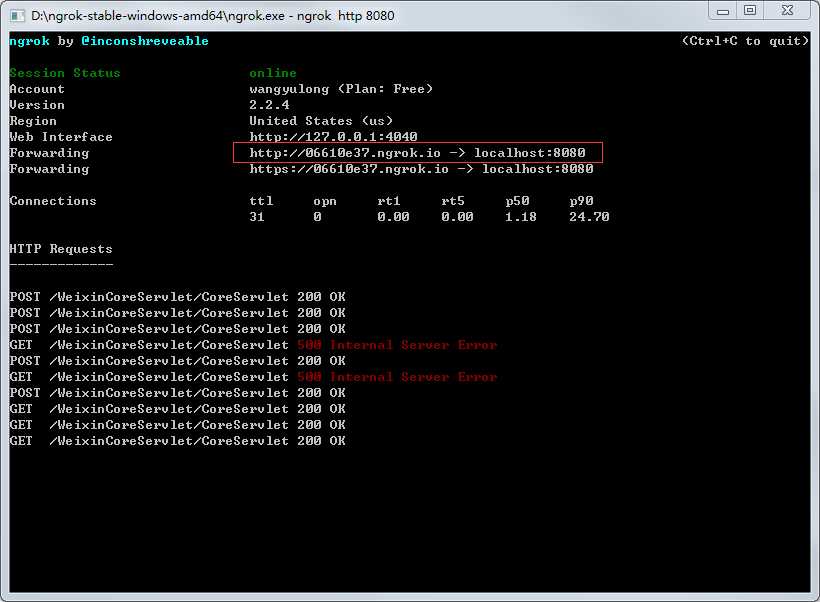 D:\ngrok-stable-windows-amd64\ngrok.exe - ngrok  http 8080
ngrok by @inconshreveable (Ctrl+C to quit)
Session Status online
Account wangyulong (Plan: Free)
Version 2.2.4
Region United States (us)
Web Interface http://127.0.0.1:4040
Forwarding http://06610e37.ngrok.io -> localhost:8080
Forwarding https://06610e37.ngrok.io -> localhost:8080
Connections ttl opn rt1 rt5 p50 p90
31 0 0.00 0.00 1.18 24.70
HTTP Requests
-------------
POST /WeixinCoreServlet/CoreServlet 200 OK
POST /WeixinCoreServlet/CoreServlet 200 OK
POST /WeixinCoreServlet/CoreServlet 200 OK
GET  /WeixinCoreServlet/CoreServlet 500 Internal Server Error
POST /WeixinCoreServlet/CoreServlet 200 OK
GET  /WeixinCoreServlet/CoreServlet 500 Internal Server Error
POST /WeixinCoreServlet/CoreServlet 200 OK
GET  /WeixinCoreServlet/CoreServlet 200 OK
GET  /WeixinCoreServlet/CoreServlet 200 OK
GET  /WeixinCoreServlet/CoreServlet 200 OK